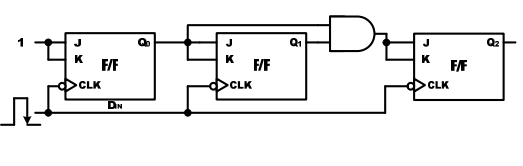 1 J Q0 J Q1 J Q2
K F/F K F/F K F/F
CLK CLK CLK
DIN